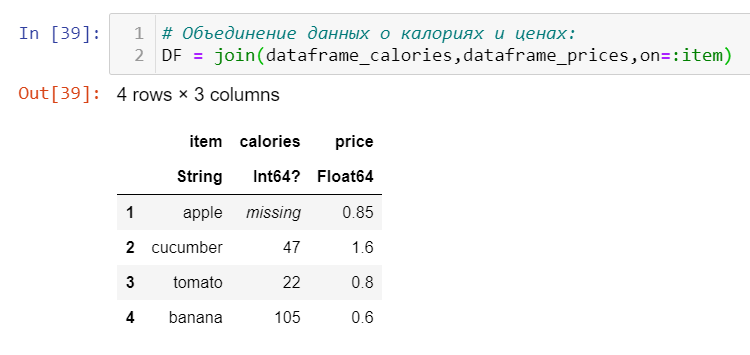 In [39]: 1 # Объединение данных о калориях и ценах:
2 DF = join(dataframe_calories,dataframe_prices,on=:item)
Out[39]: 4 rows × 3 columns
item calories price
String Int64? Float64
1 apple missing 0.85
2 cucumber 47 1.6
3 tomato 22 0.8
4 banana 105 0.6